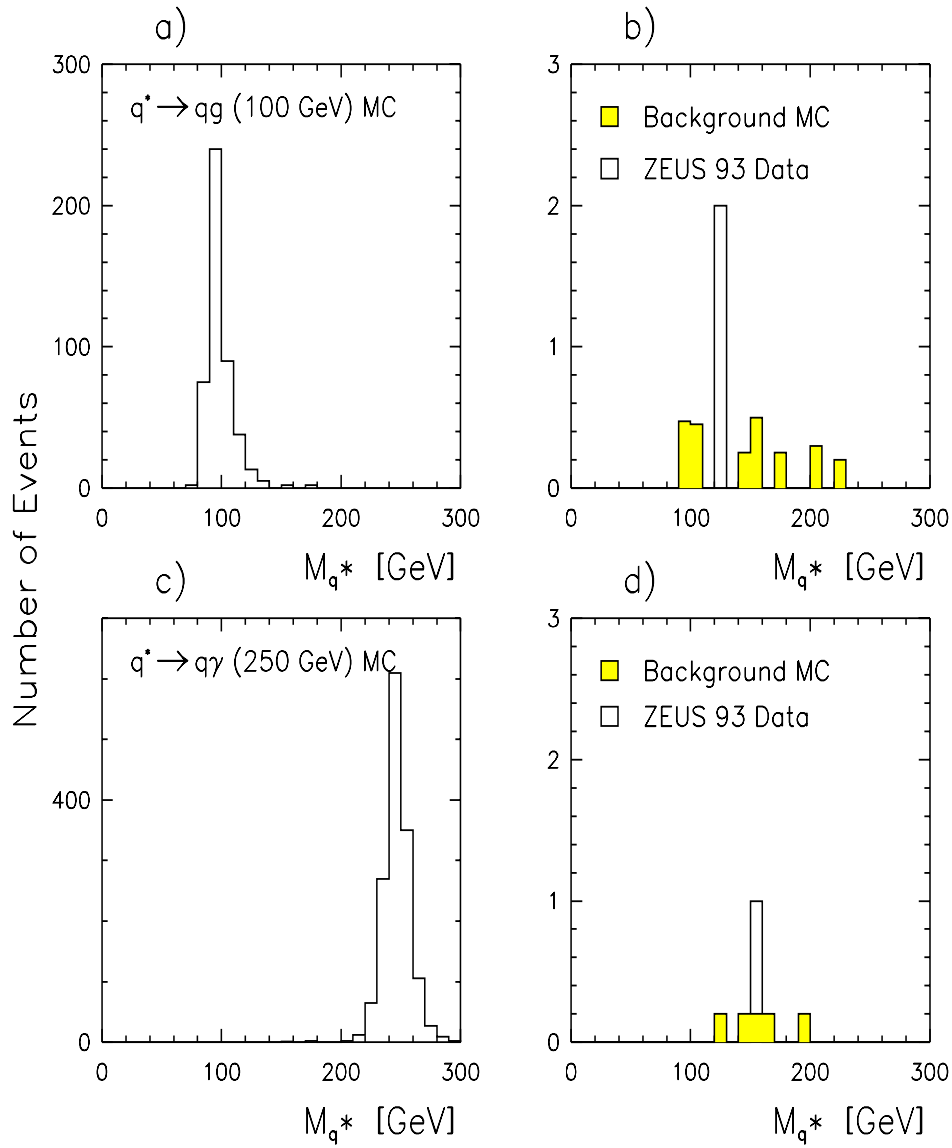 a)
300
200
100
0
q* → qg (100 GeV) MC
0 100 200 300
M_q* [GeV]
b)
3
2
1
0
Background MC
ZEUS 93 Data
0 100 200 300
M_q* [GeV]
Number of Events
c)
400
0
q* → qγ (250 GeV) MC
0 100 200 300
M_q* [GeV]
d)
3
2
1
0
Background MC
ZEUS 93 Data
0 100 200 300
M_q* [GeV]